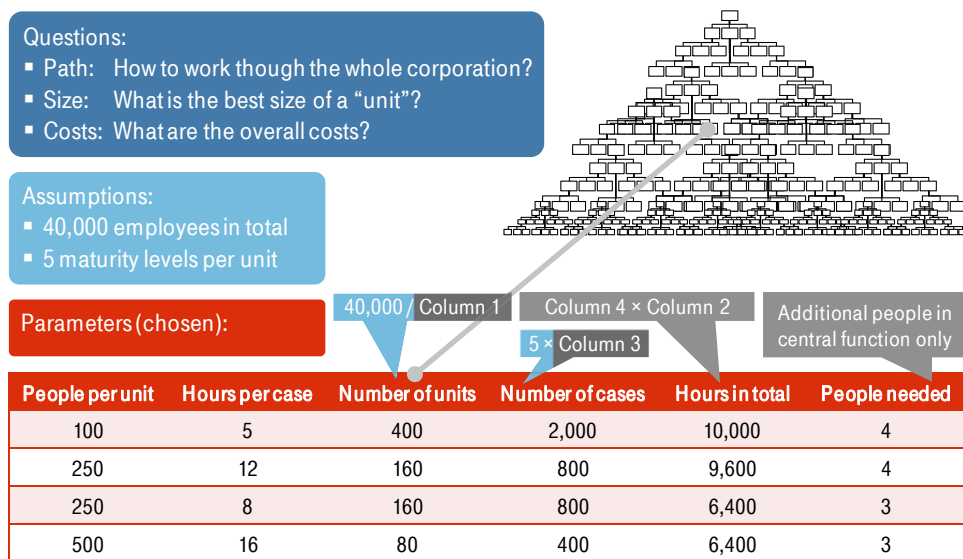 Questions:
▪ Path: How to work though the whole corporation?
▪ Size: What is the best size of a “unit”?
▪ Costs: What are the overall costs?
Assumptions:
▪ 40,000 employees in total
▪ 5 maturity levels per unit
Parameters (chosen):
40,000 / Column 1
Column 4 × Column 2
5 × Column 3
Additional people in
central function only
People per unit Hours per case Number of units Number of cases Hours in total People needed
100 5 400 2,000 10,000 4
250 12 160 800 9,600 4
250 8 160 800 6,400 3
500 16 80 400 6,400 3